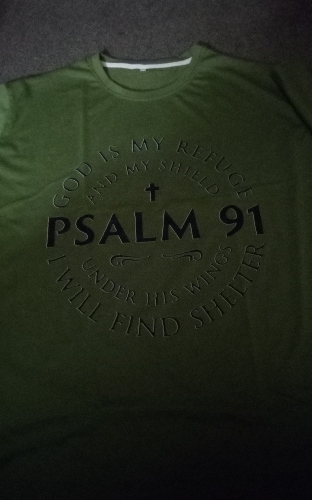 GOD IS MY REFUGE
AND MY SHIELD
PSALM 91
UNDER HIS WINGS
I WILL FIND SHELTER